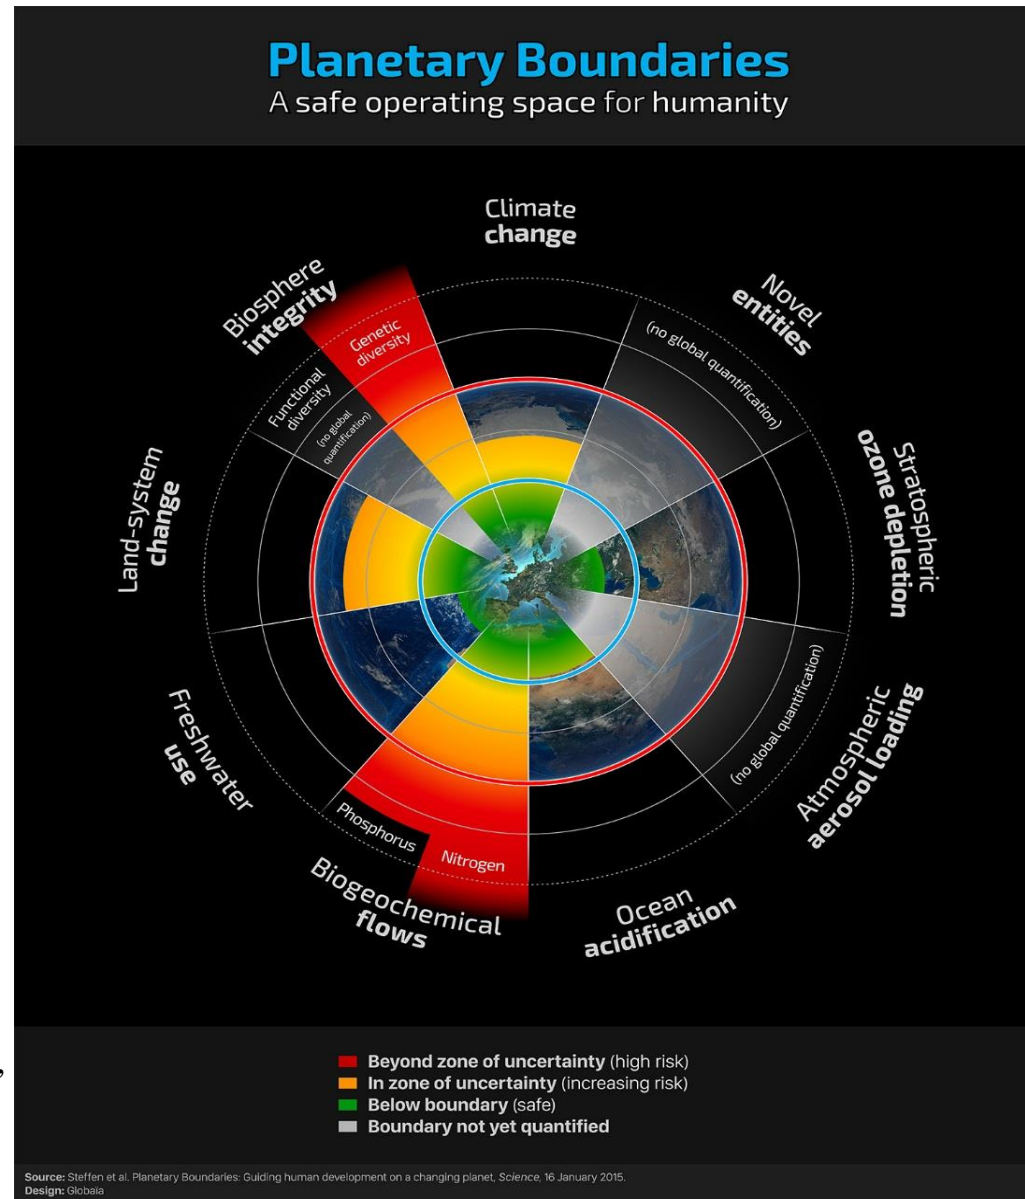 Planetary Boundaries
A safe operating space for humanity
Climate
change
Novel
entities
(no global quantification)
Stratospheric
ozone depletion
Atmospheric
aerosol loading
(no global quantification)
Ocean
acidification
Biogeochemical
flows
Phosphorus
Nitrogen
Freshwater
use
Land-system
change
Biosphere
integrity
Genetic
diversity
Functional
diversity
(no global
quantification)
Beyond zone of uncertainty (high risk)
In zone of uncertainty (increasing risk)
Below boundary (safe)
Boundary not yet quantified
Source: Steffen et al. Planetary Boundaries: Guiding human development on a changing planet, Science, 16 January 2015.
Design: Globaïa
,